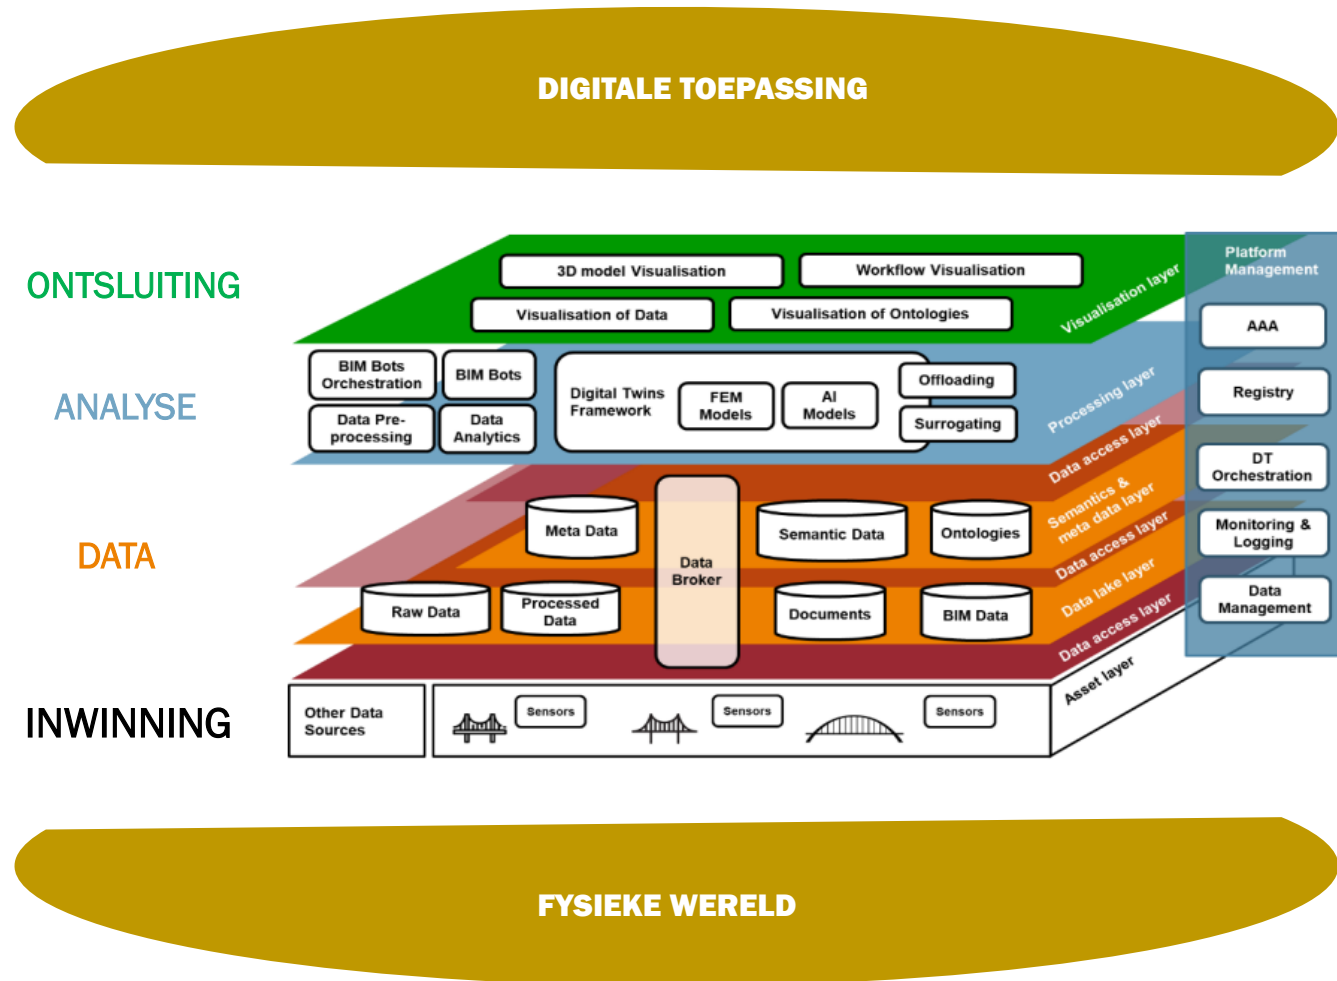 DIGITALE TOEPASSING
ONTSLUITING
3D model Visualisation
Workflow Visualisation
Visualisation of Data
Visualisation of Ontologies
Visualisation layer
Platform
Management
AAA
Registry
DT
Orchestration
Monitoring &
Logging
Data
Management
ANALYSE
BIM Bots
Orchestration
BIM Bots
Data Pre-
processing
Data
Analytics
Digital Twins
Framework
FEM
Models
AI
Models
Offloading
Surrogating
Processing layer
Data access layer
DATA
Meta Data
Data
Broker
Semantic Data
Ontologies
Semantics &
meta data layer
Data access layer
Raw Data
Processed
Data
Documents
BIM Data
Data lake layer
Data access layer
INWINNING
Other Data
Sources
Sensors
Sensors
Sensors
Asset layer
FYSIEKE WERELD